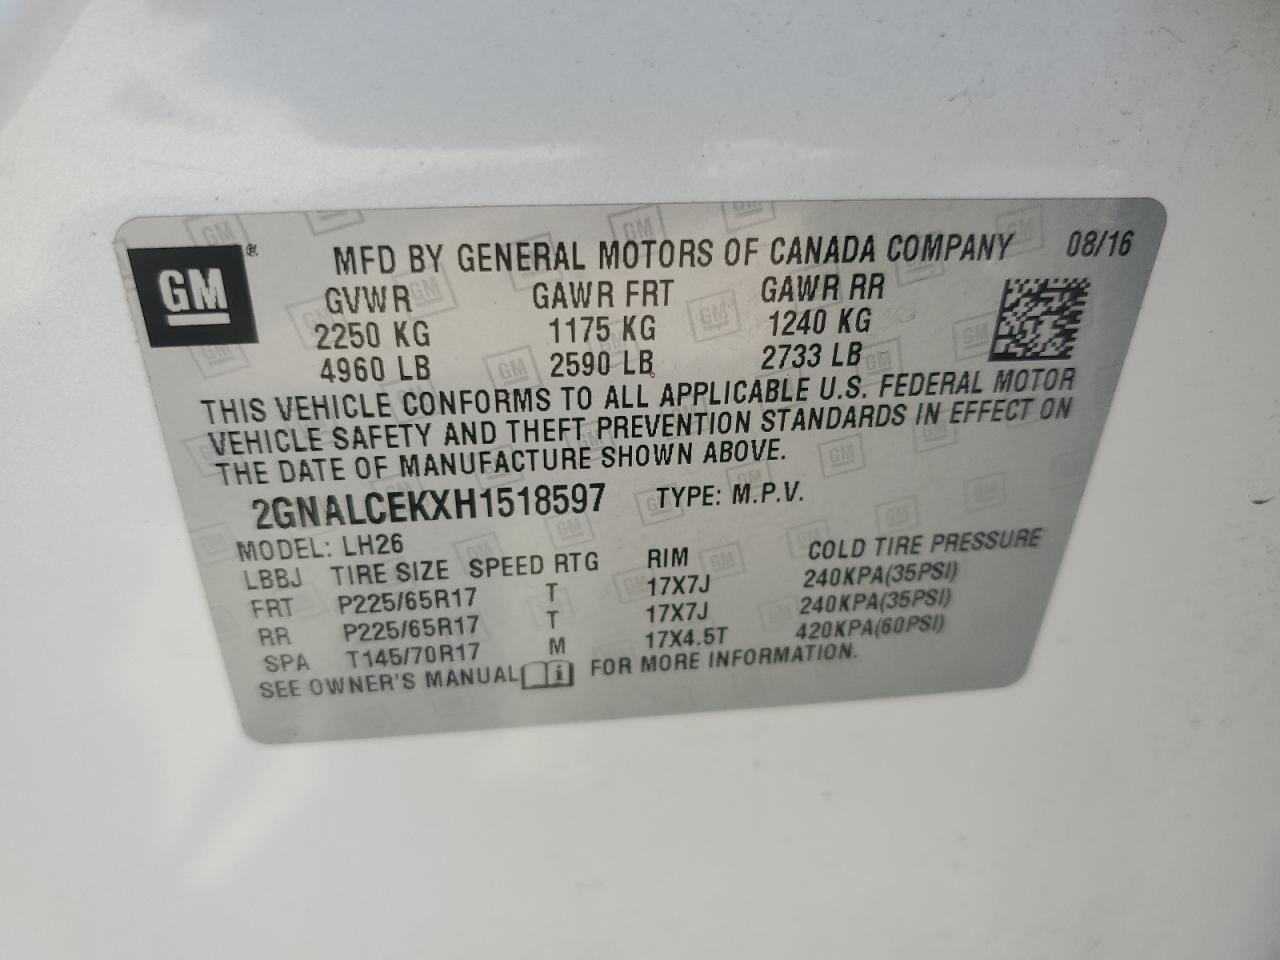 GM ® MFD BY GENERAL MOTORS OF CANADA COMPANY 08/16
GVWR GAWR FRT GAWR RR
2250 KG 1175 KG 1240 KG
4960 LB 2590 LB 2733 LB
THIS VEHICLE CONFORMS TO ALL APPLICABLE U.S. FEDERAL MOTOR
VEHICLE SAFETY AND THEFT PREVENTION STANDARDS IN EFFECT ON
THE DATE OF MANUFACTURE SHOWN ABOVE.
2GNALCEKXH1518597 TYPE: M.P.V.
MODEL: LH26
LBBJ TIRE SIZE SPEED RTG RIM COLD TIRE PRESSURE
FRT P225/65R17 T 17X7J 240KPA(35PSI)
RR P225/65R17 T 17X7J 240KPA(35PSI)
SPA T145/70R17 M 17X4.5T 420KPA(60PSI)
SEE OWNER'S MANUAL i FOR MORE INFORMATION.